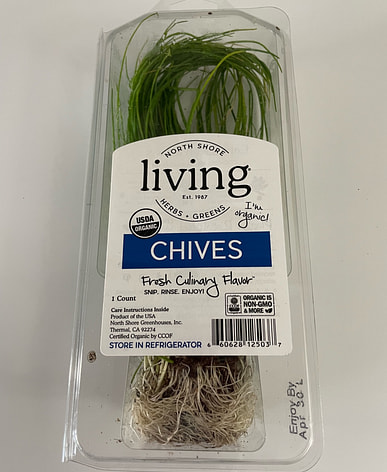 NORTH SHORE
living®
Est. 1967
HERBS + GREENS
I'm
organic!
USDA
ORGANIC
CHIVES
Fresh Culinary Flavor™
SNIP. RINSE. ENJOY!
1 Count
Care Instructions Inside
Product of the USA
North Shore Greenhouses, Inc.
Thermal, CA 92274
Certified Organic by CCOF
STORE IN REFRIGERATOR
CCOF
ORGANIC IS
NON-GMO
& MORE
6 60628 12503 7
Enjoy By
Apr 30 L